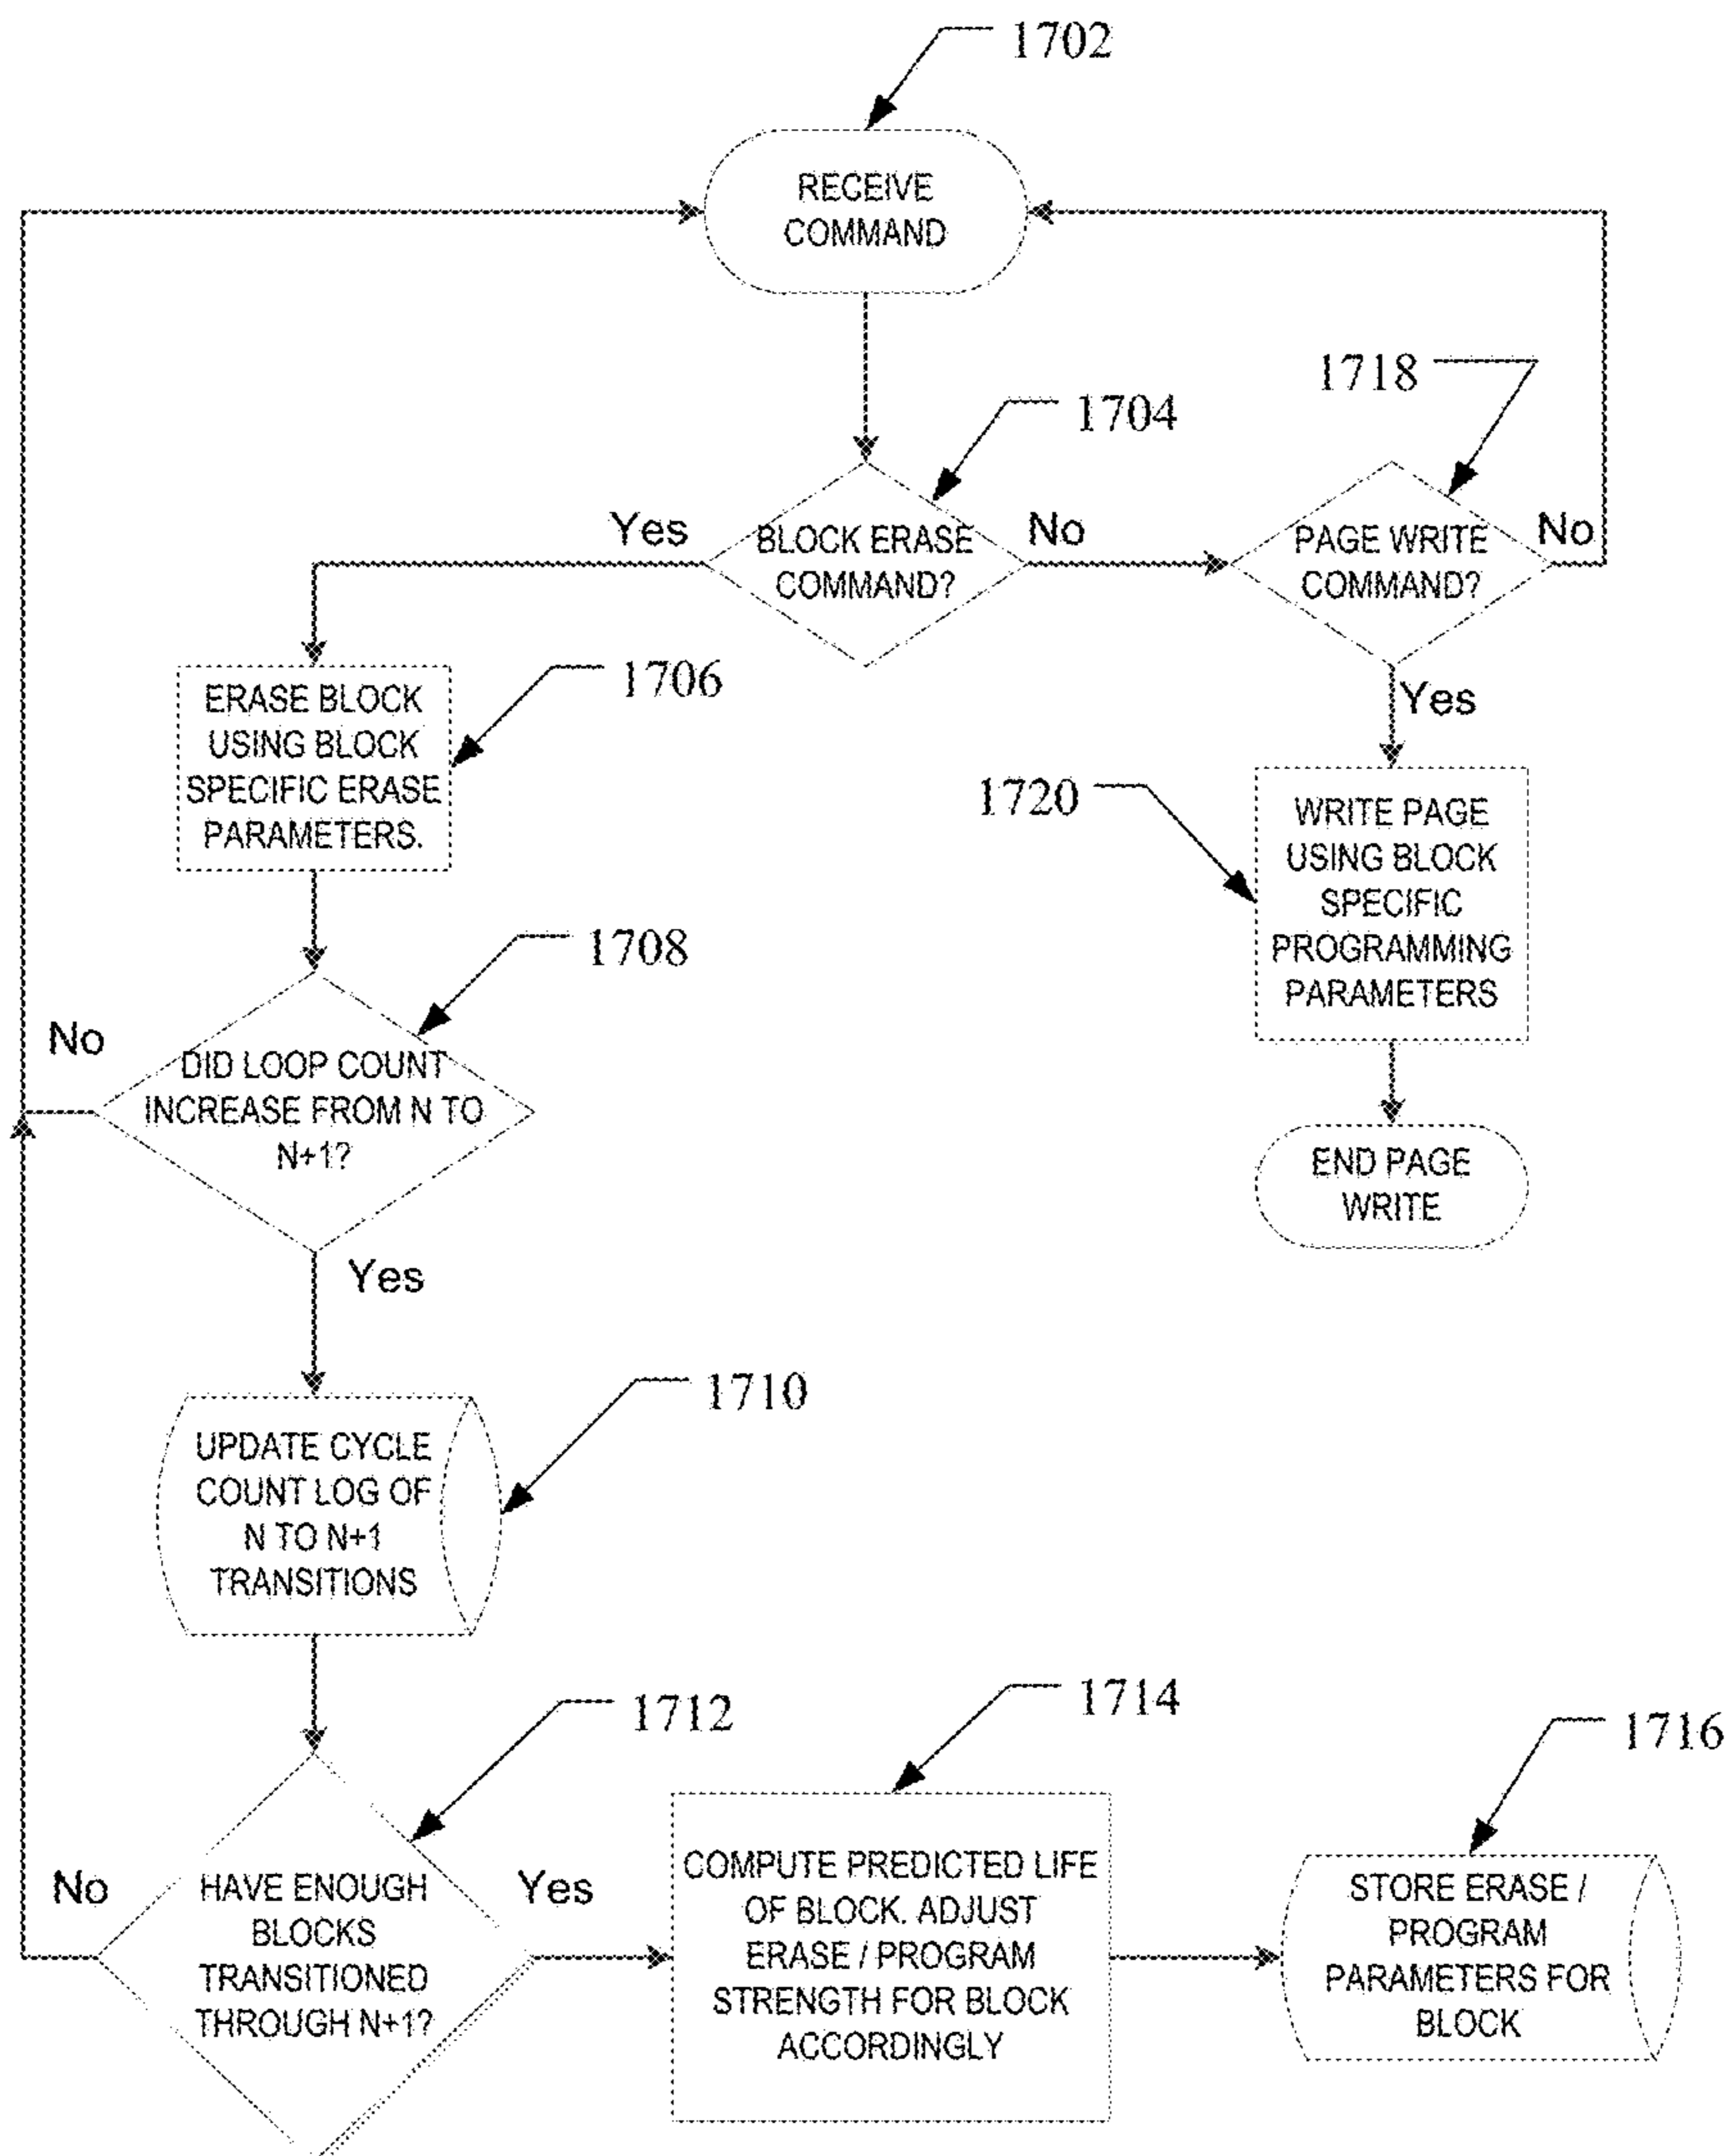 1702
RECEIVE
COMMAND
1718
1704
Yes
BLOCK ERASE
COMMAND?
No
PAGE WRITE
COMMAND?
No
1706
ERASE BLOCK
USING BLOCK
SPECIFIC ERASE
PARAMETERS.
Yes
1720
WRITE PAGE
USING BLOCK
SPECIFIC
PROGRAMMING
PARAMETERS
1708
No
DID LOOP COUNT
INCREASE FROM N TO
N+1?
END PAGE
WRITE
Yes
1710
UPDATE CYCLE
COUNT LOG OF
N TO N+1
TRANSITIONS
1712
1714
1716
No
HAVE ENOUGH
BLOCKS
TRANSITIONED
THROUGH N+1?
Yes
COMPUTE PREDICTED LIFE
OF BLOCK. ADJUST
ERASE / PROGRAM
STRENGTH FOR BLOCK
ACCORDINGLY
STORE ERASE /
PROGRAM
PARAMETERS FOR
BLOCK